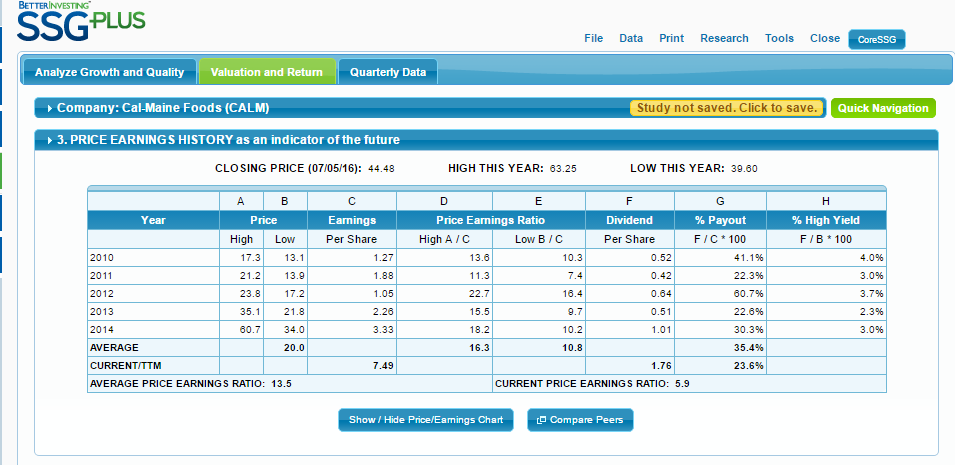 BETTERINVESTING™
SSG PLUS
File Data Print Research Tools Close CoreSSG
Analyze Growth and Quality Valuation and Return Quarterly Data
Company: Cal-Maine Foods (CALM) Study not saved. Click to save. Quick Navigation
3. PRICE EARNINGS HISTORY as an indicator of the future
CLOSING PRICE (07/05/16): 44.48 HIGH THIS YEAR: 63.25 LOW THIS YEAR: 39.60
A B C D E F G H
Year Price Earnings Price Earnings Ratio Dividend % Payout % High Yield
High Low Per Share High A / C Low B / C Per Share F / C * 100 F / B * 100
2010 17.3 13.1 1.27 13.6 10.3 0.52 41.1% 4.0%
2011 21.2 13.9 1.88 11.3 7.4 0.42 22.3% 3.0%
2012 23.8 17.2 1.05 22.7 16.4 0.64 60.7% 3.7%
2013 35.1 21.8 2.26 15.5 9.7 0.51 22.6% 2.3%
2014 60.7 34.0 3.33 18.2 10.2 1.01 30.3% 3.0%
AVERAGE 20.0 16.3 10.8 35.4%
CURRENT/TTM 7.49 1.76 23.6%
AVERAGE PRICE EARNINGS RATIO: 13.5 CURRENT PRICE EARNINGS RATIO: 5.9
Show / Hide Price/Earnings Chart Compare Peers